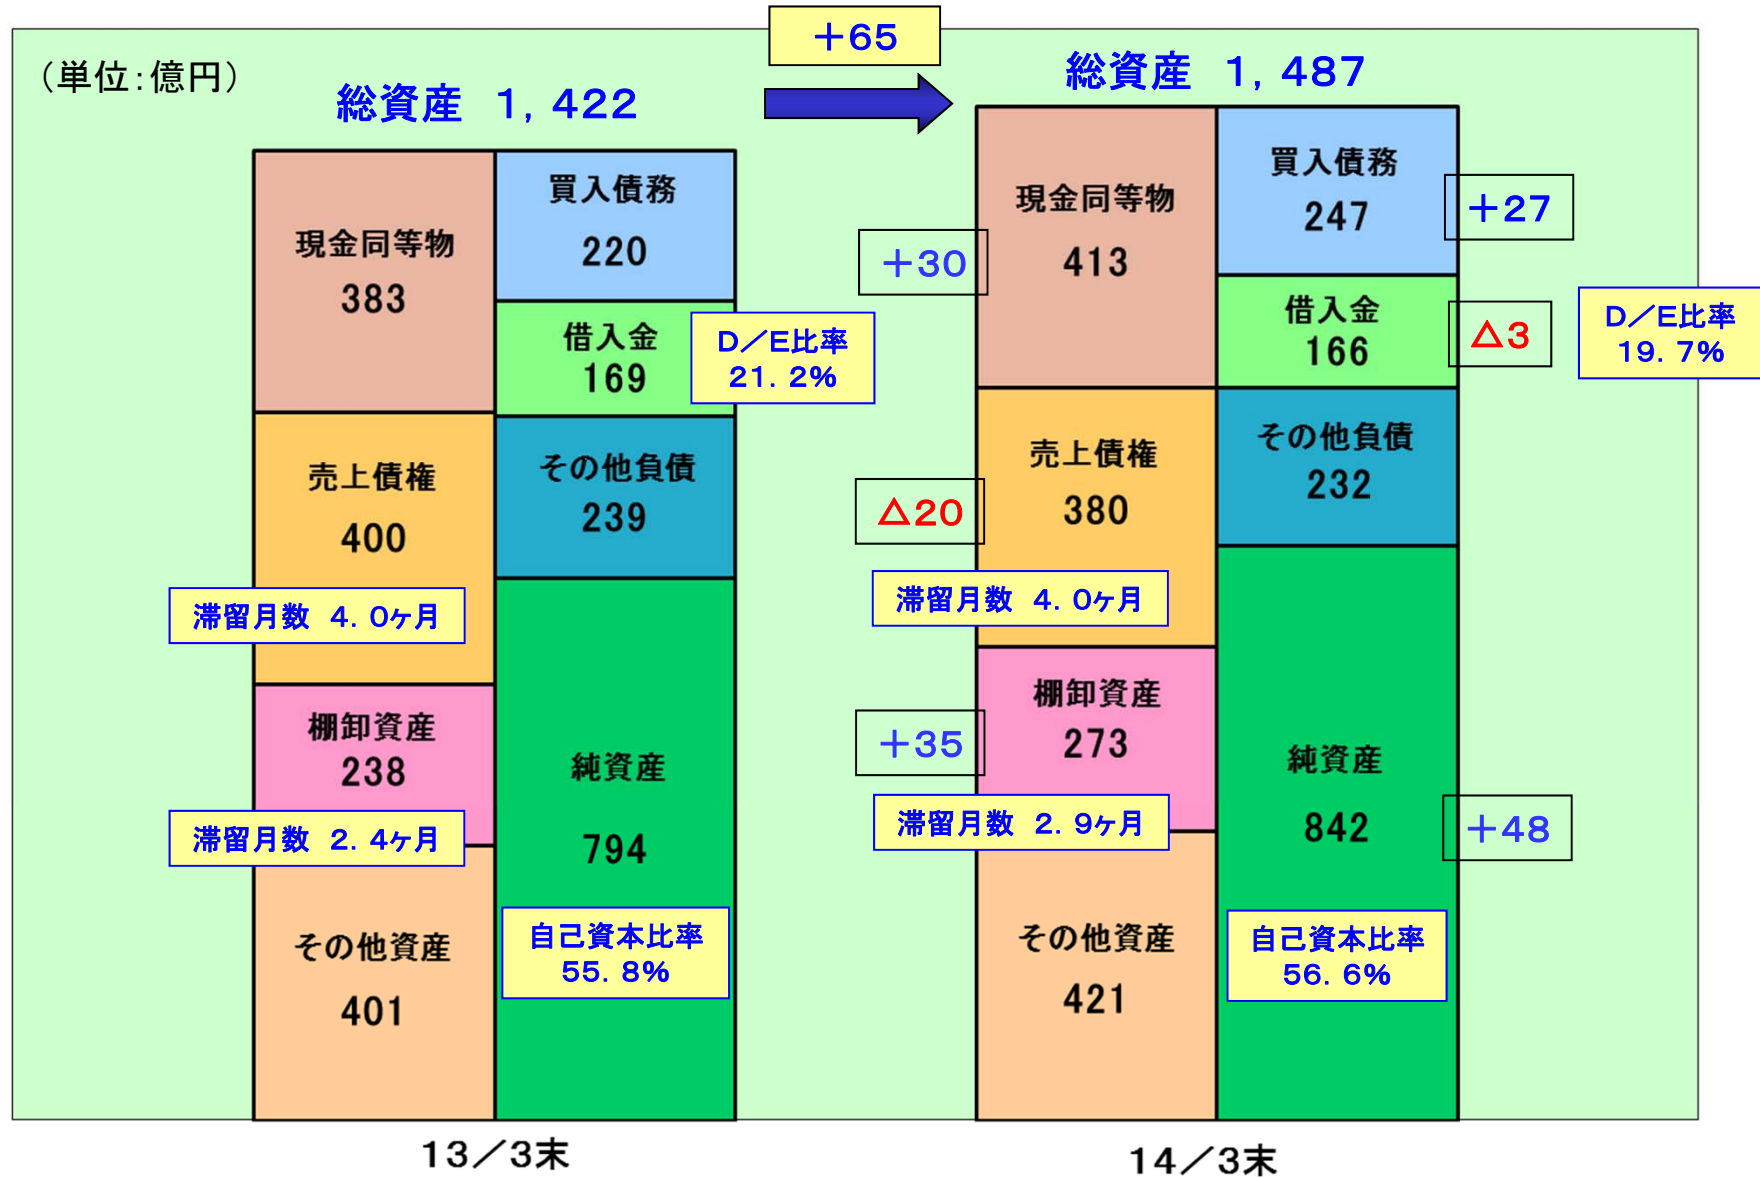 （単位：億円）
＋65
総資産　1，422
総資産　1，487
現金同等物
383
買入債務
220
借入金
169
D／E比率
21．2％
売上債権
400
その他負債
239
滞留月数　4．0ヶ月
棚卸資産
238
滞留月数　2．4ヶ月
純資産
794
自己資本比率
55．8％
その他資産
401
13／3末
現金同等物
413
＋30
買入債務
247
＋27
借入金
166
△3
D／E比率
19．7％
売上債権
380
△20
滞留月数　4．0ヶ月
その他負債
232
棚卸資産
273
＋35
滞留月数　2．9ヶ月
純資産
842
＋48
自己資本比率
56．6％
その他資産
421
14／3末